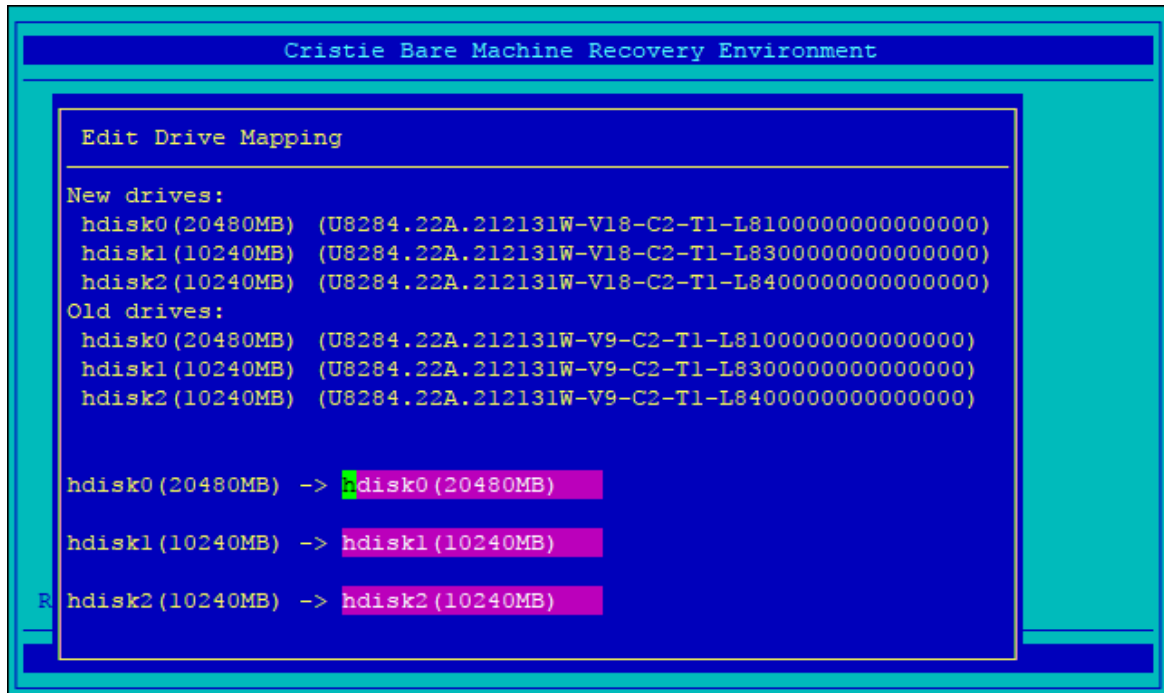 Cristie Bare Machine Recovery Environment
Edit Drive Mapping
New drives:
hdisk0(20480MB) (U8284.22A.212131W-V18-C2-T1-L8100000000000000)
hdisk1(10240MB) (U8284.22A.212131W-V18-C2-T1-L8300000000000000)
hdisk2(10240MB) (U8284.22A.212131W-V18-C2-T1-L8400000000000000)
Old drives:
hdisk0(20480MB) (U8284.22A.212131W-V9-C2-T1-L8100000000000000)
hdisk1(10240MB) (U8284.22A.212131W-V9-C2-T1-L8300000000000000)
hdisk2(10240MB) (U8284.22A.212131W-V9-C2-T1-L8400000000000000)
hdisk0(20480MB) -> hdisk0(20480MB)
hdisk1(10240MB) -> hdisk1(10240MB)
R hdisk2(10240MB) -> hdisk2(10240MB)